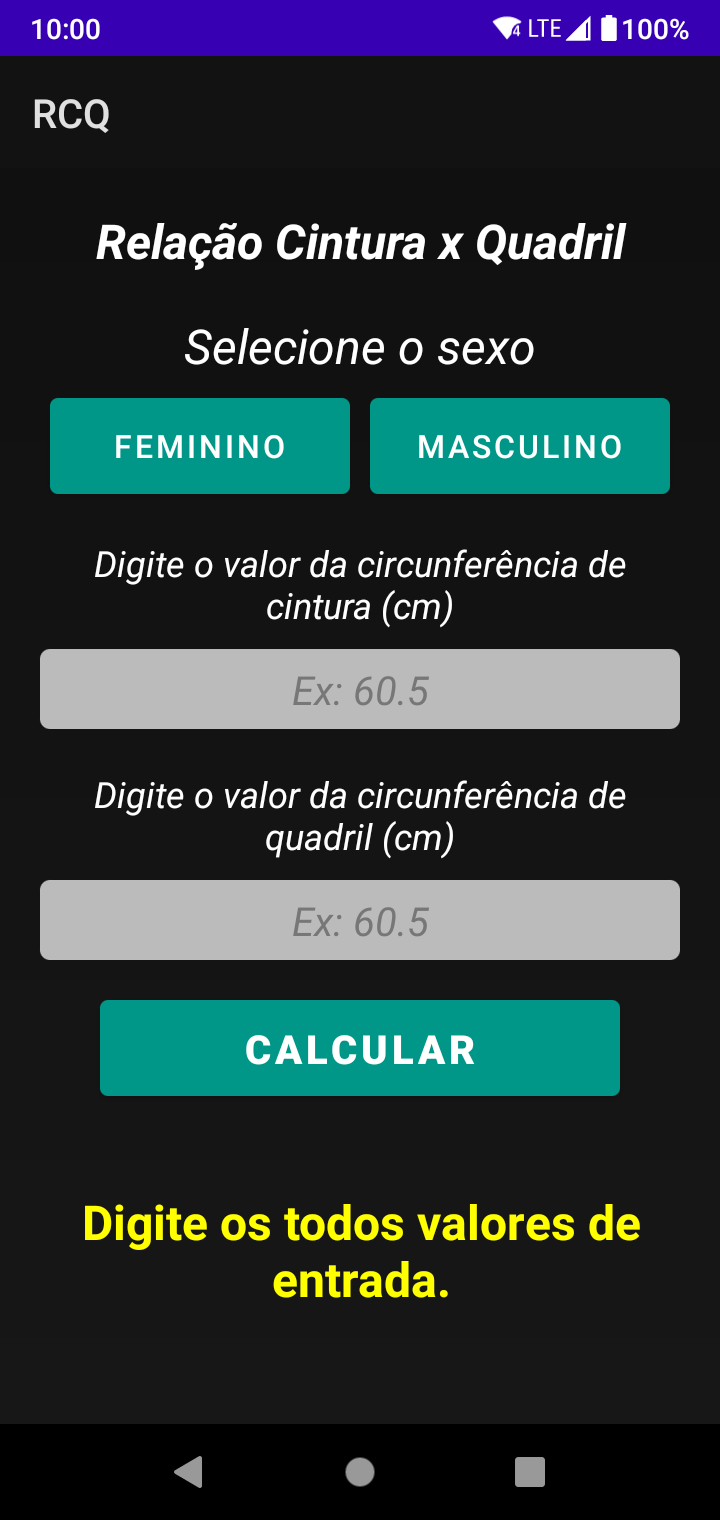 10:00 LTE 100%
RCQ
Relação Cintura x Quadril
Selecione o sexo
FEMININO MASCULINO
Digite o valor da circunferência de
cintura (cm)
Ex: 60.5
Digite o valor da circunferência de
quadril (cm)
Ex: 60.5
CALCULAR
Digite os todos valores de
entrada.